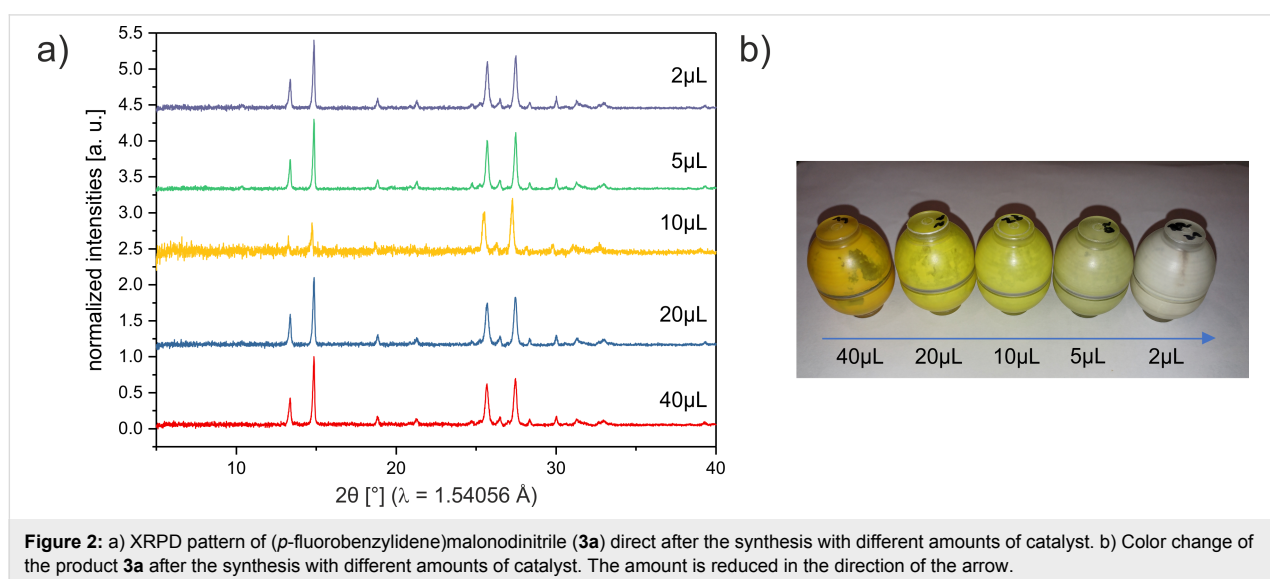 a)
b)
5.5
5.0
4.5
4.0
3.5
3.0
2.5
2.0
1.5
1.0
0.5
0.0
normalized intensities [a. u.]
2µL
5µL
10µL
20µL
40µL
10 20 30 40
2θ [°] (λ = 1.54056 Å)
40µL 20µL 10µL 5µL 2µL
Figure 2: a) XRPD pattern of (p-fluorobenzylidene)malonodinitrile (3a) direct after the synthesis with different amounts of catalyst. b) Color change of
the product 3a after the synthesis with different amounts of catalyst. The amount is reduced in the direction of the arrow.